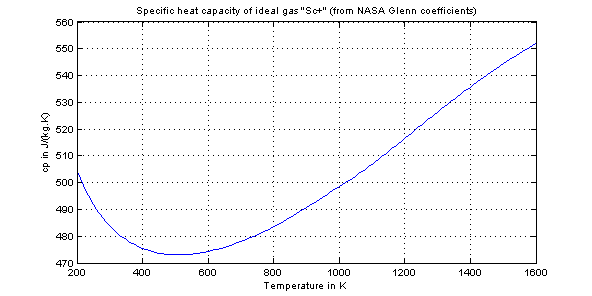 Specific heat capacity of ideal gas "Sc+" (from NASA Glenn coefficients)
560
550
540
530
520
510
500
490
480
470
cp in J/(kg.K)
200 400 600 800 1000 1200 1400 1600
Temperature in K